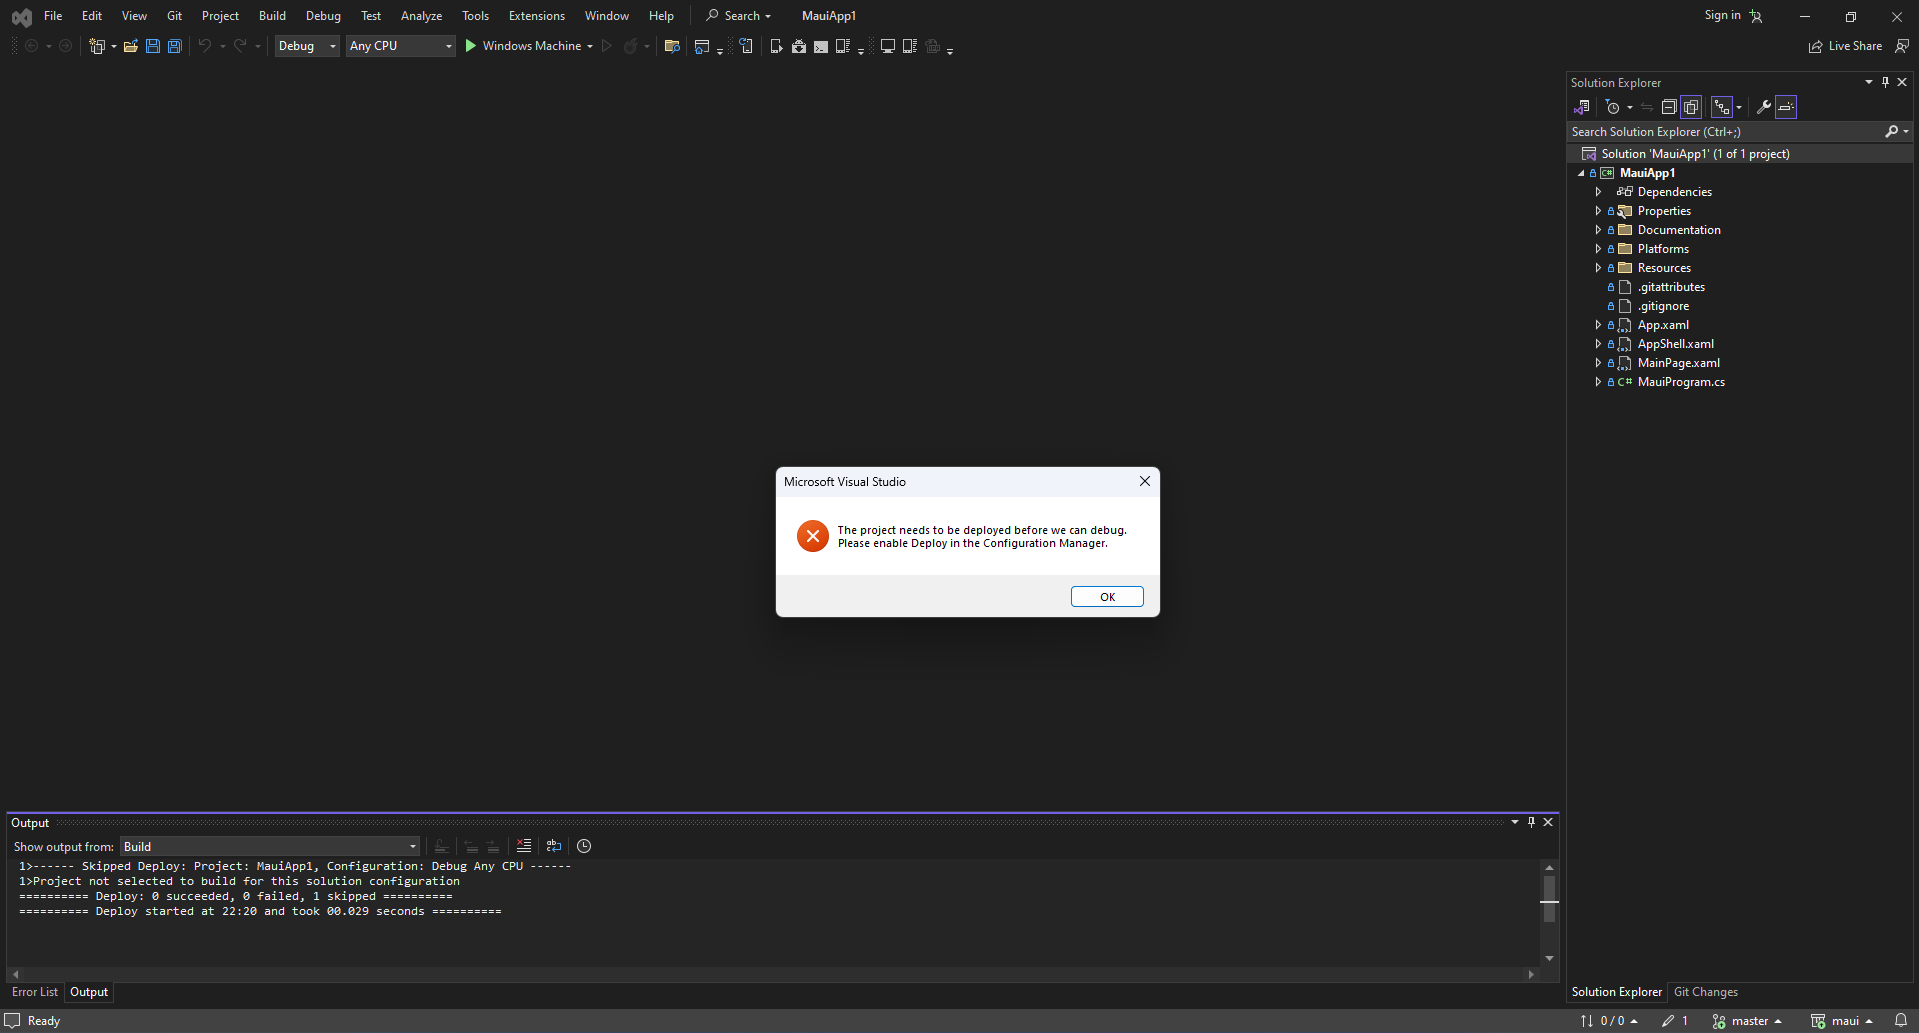 File Edit View Git Project Build Debug Test Analyze Tools Extensions Window Help Search MauiApp1 Sign in
Debug Any CPU Windows Machine Live Share
Solution Explorer
Search Solution Explorer (Ctrl+;)
Solution 'MauiApp1' (1 of 1 project)
C# MauiApp1
Dependencies
Properties
Documentation
Platforms
Resources
.gitattributes
.gitignore
App.xaml
AppShell.xaml
MainPage.xaml
C# MauiProgram.cs
Microsoft Visual Studio
The project needs to be deployed before we can debug.
Please enable Deploy in the Configuration Manager.
OK
Output
Show output from: Build
1>------ Skipped Deploy: Project: MauiApp1, Configuration: Debug Any CPU ------
1>Project not selected to build for this solution configuration
========== Deploy: 0 succeeded, 0 failed, 1 skipped ==========
========== Deploy started at 22:20 and took 00.029 seconds ==========
Error List Output
Solution Explorer Git Changes
Ready 0 / 0 1 master maui